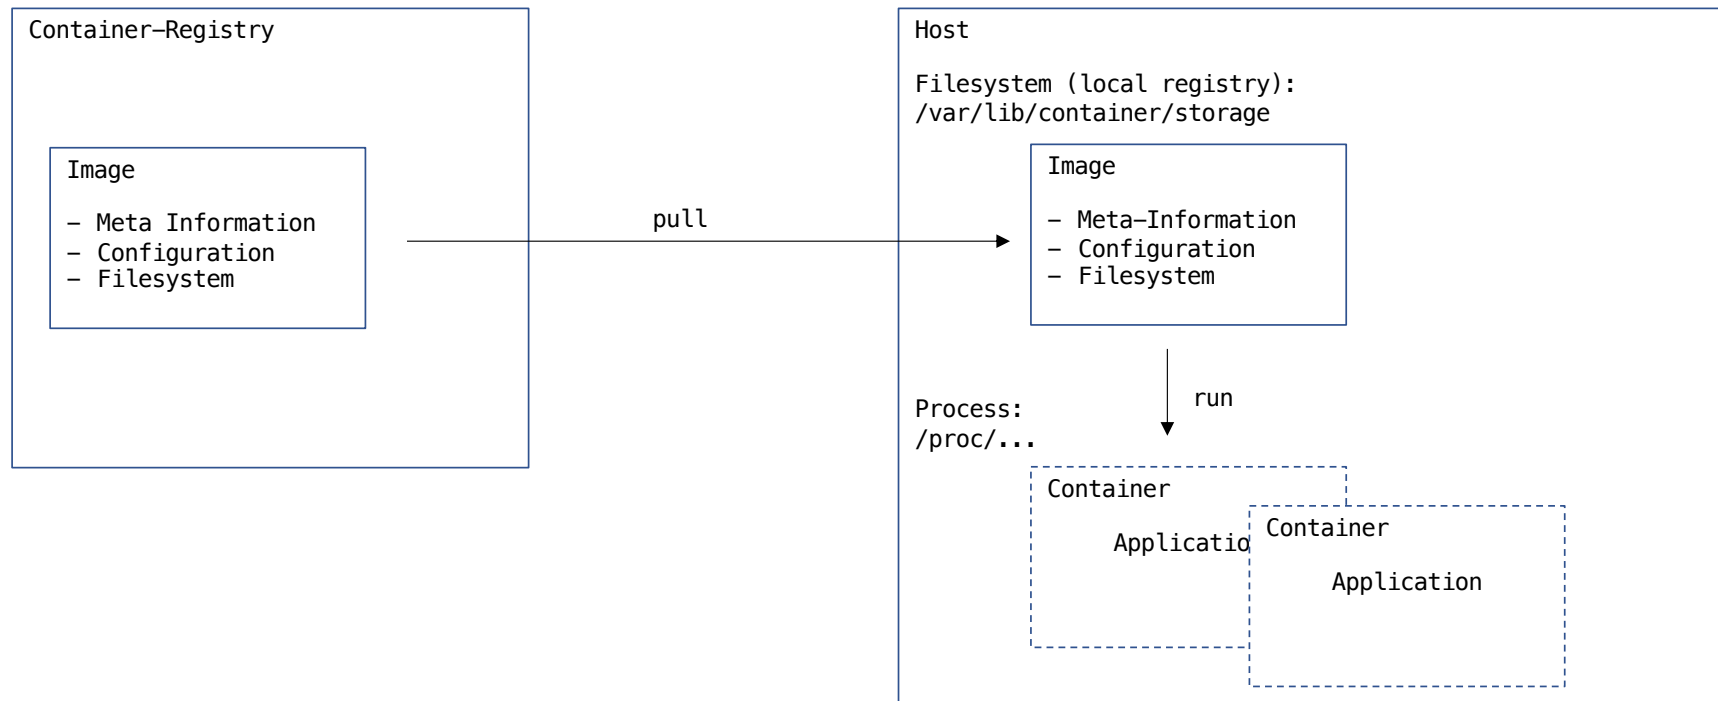 Container–Registry
Image
– Meta Information
– Configuration
– Filesystem
pull
Host
Filesystem (local registry):
/var/lib/container/storage
Image
– Meta–Information
– Configuration
– Filesystem
run
Process:
/proc/...
Container
Applicatio
Container
Application